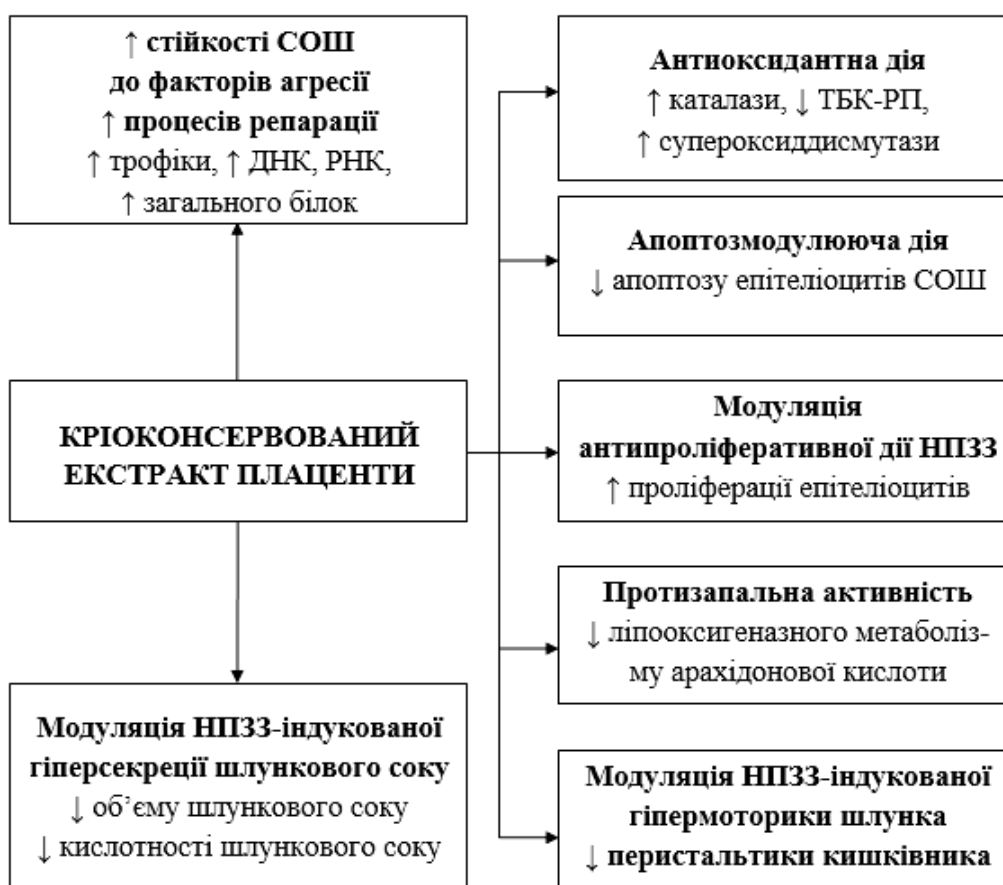 ↑ стійкості СОШ
до факторів агресії
↑ процесів репарації
↑ трофіки, ↑ ДНК, РНК,
↑ загального білок
КРІОКОНСЕРВОВАНИЙ
ЕКСТРАКТ ПЛАЦЕНТИ
Модуляція НПЗЗ-індукованої
гіперсекреції шлункового соку
↓ об’єму шлункового соку
↓ кислотності шлункового соку
Антиоксидантна дія
↑ каталази, ↓ ТБК-РП,
↑ супероксиддисмутази
Апоптозмодулююча дія
↓ апоптозу епітеліоцитів СОШ
Модуляція
антипроліферативної дії НПЗЗ
↑ проліферації епітеліоцитів
Протизапальна активність
↓ ліпооксигеназного метаболіз-
му арахідонової кислоти
Модуляція НПЗЗ-індукованої
гіпермоторики шлунка
↓ перистальтики кишківника